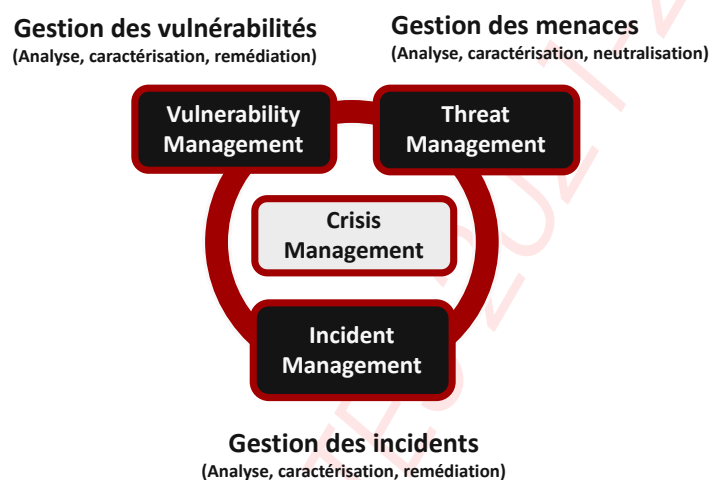 Gestion des vulnérabilités
(Analyse, caractérisation, remédiation)
Gestion des menaces
(Analyse, caractérisation, neutralisation)
Vulnerability
Management
Threat
Management
Crisis
Management
Incident
Management
Gestion des incidents
(Analyse, caractérisation, remédiation)